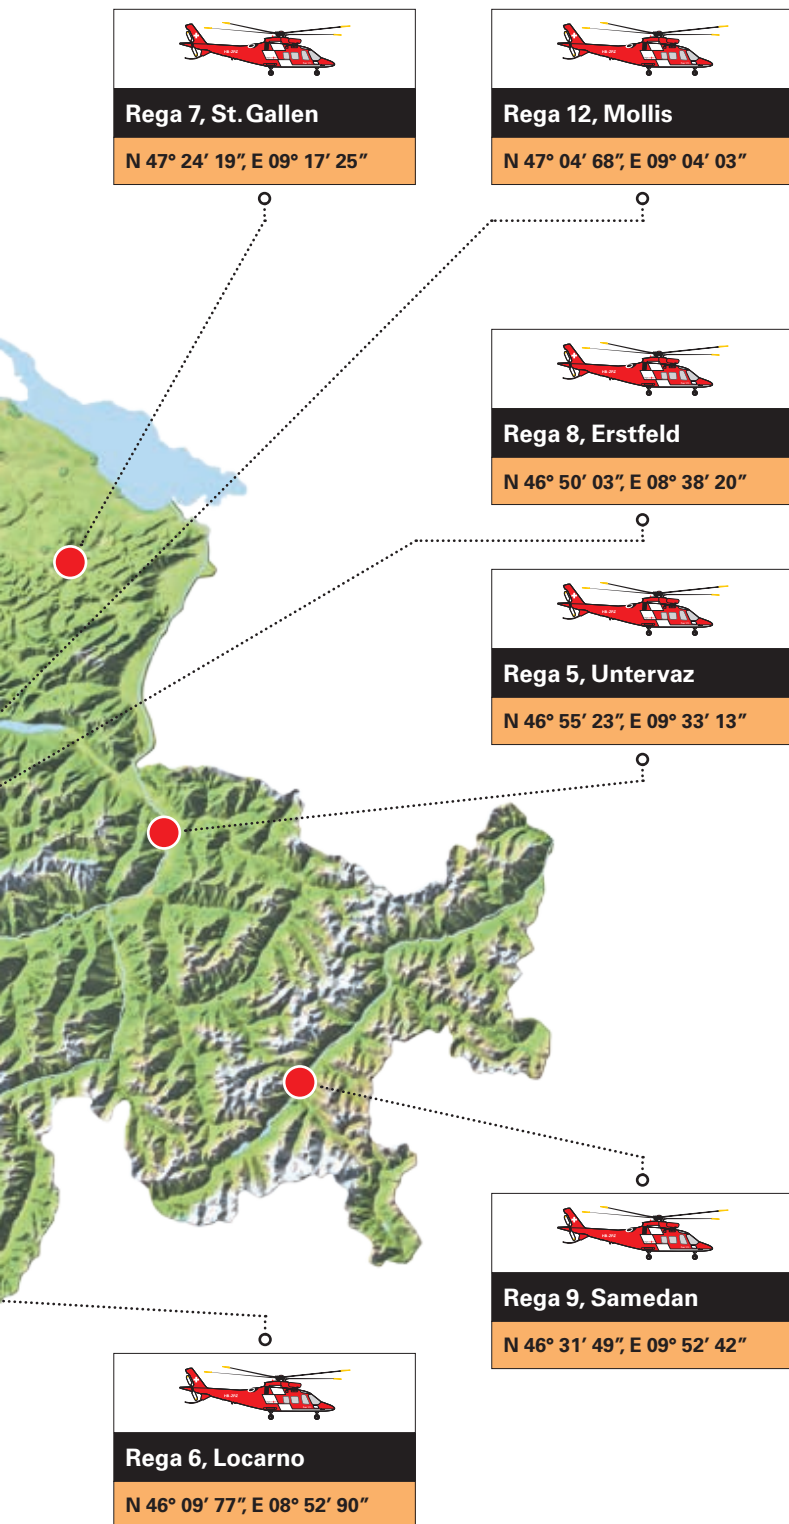 Rega 7, St. Gallen
N 47° 24′ 19″, E 09° 17′ 25″
Rega 12, Mollis
N 47° 04′ 68″, E 09° 04′ 03″
Rega 8, Erstfeld
N 46° 50′ 03″, E 08° 38′ 20″
Rega 5, Untervaz
N 46° 55′ 23″, E 09° 33′ 13″
Rega 9, Samedan
N 46° 31′ 49″, E 09° 52′ 42″
Rega 6, Locarno
N 46° 09′ 77″, E 08° 52′ 90″